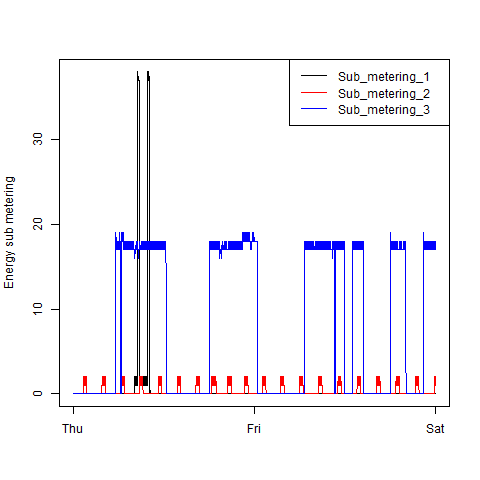 Sub_metering_1
Sub_metering_2
Sub_metering_3
Energy sub metering
30
20
10
0
Thu Fri Sat